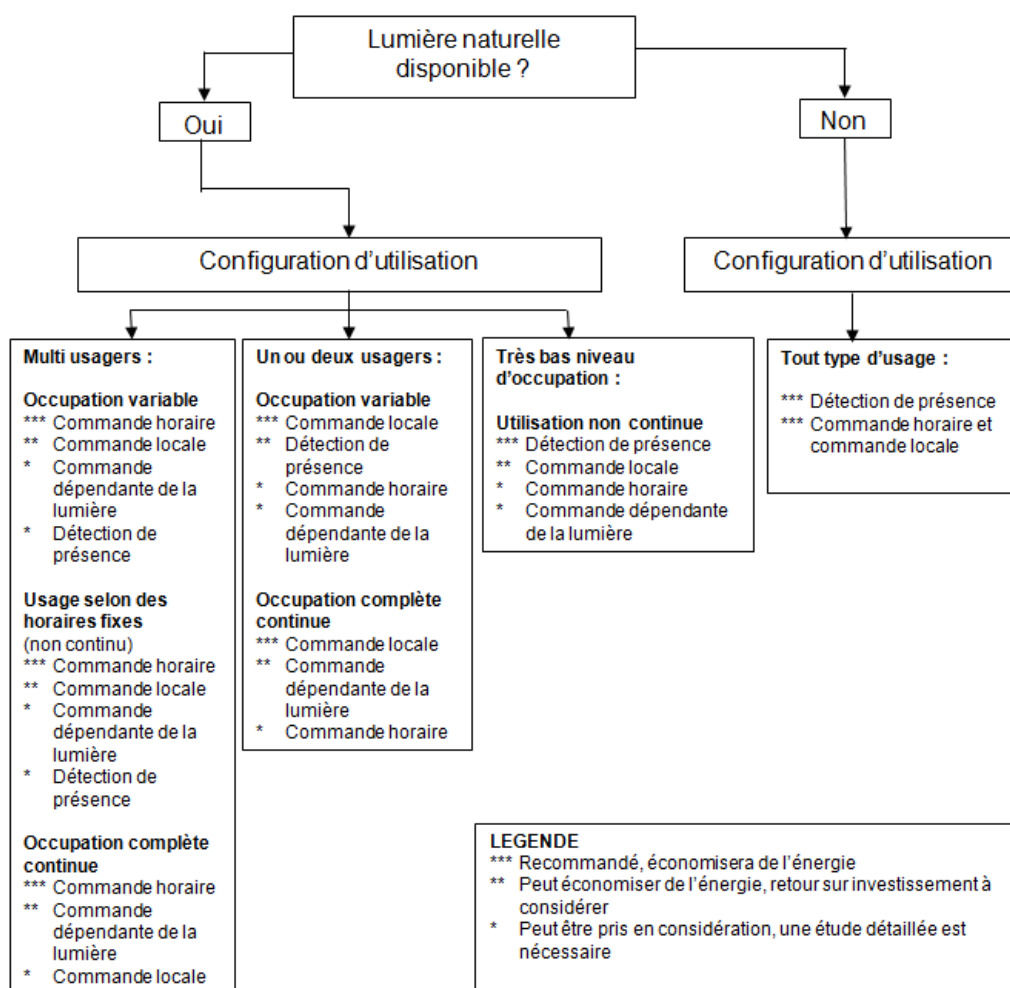 Lumière naturelle
disponible ?
Oui
Non
Configuration d'utilisation
Configuration d'utilisation
Multi usagers :
Occupation variable
*** Commande horaire
** Commande locale
* Commande
dépendante de la
lumière
* Détection de
présence
Usage selon des
horaires fixes
(non continu)
*** Commande horaire
** Commande locale
* Commande
dépendante de la
lumière
* Détection de
présence
Occupation complète
continue
*** Commande horaire
** Commande
dépendante de la
lumière
* Commande locale
Un ou deux usagers :
Occupation variable
*** Commande locale
** Détection de
présence
* Commande horaire
* Commande
dépendante de la
lumière
Occupation complète
continue
*** Commande locale
** Commande
dépendante de la
lumière
* Commande horaire
Très bas niveau
d'occupation :
Utilisation non continue
*** Détection de présence
** Commande locale
* Commande horaire
* Commande dépendante
de la lumière
Tout type d'usage :
*** Détection de présence
*** Commande horaire et
commande locale
LEGENDE
*** Recommandé, économisera de l'énergie
** Peut économiser de l'énergie, retour sur investissement à
considérer
* Peut être pris en considération, une étude détaillée est
nécessaire